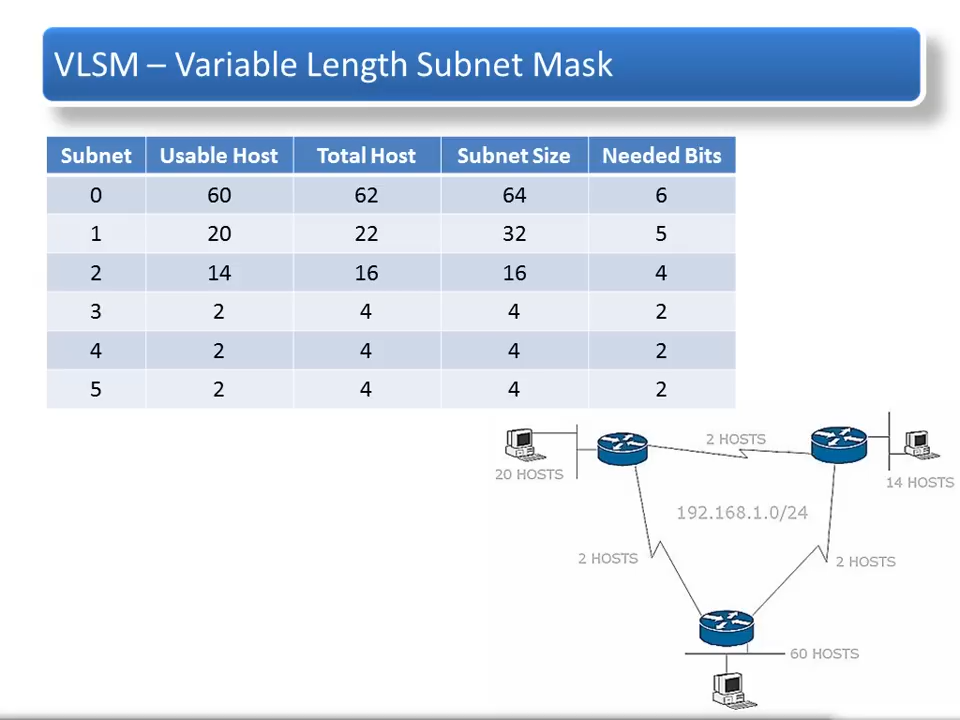 VLSM – Variable Length Subnet Mask
Subnet Usable Host Total Host Subnet Size Needed Bits
0 60 62 64 6
1 20 22 32 5
2 14 16 16 4
3 2 4 4 2
4 2 4 4 2
5 2 4 4 2
2 HOSTS
20 HOSTS
14 HOSTS
192.168.1.0/24
2 HOSTS
2 HOSTS
60 HOSTS